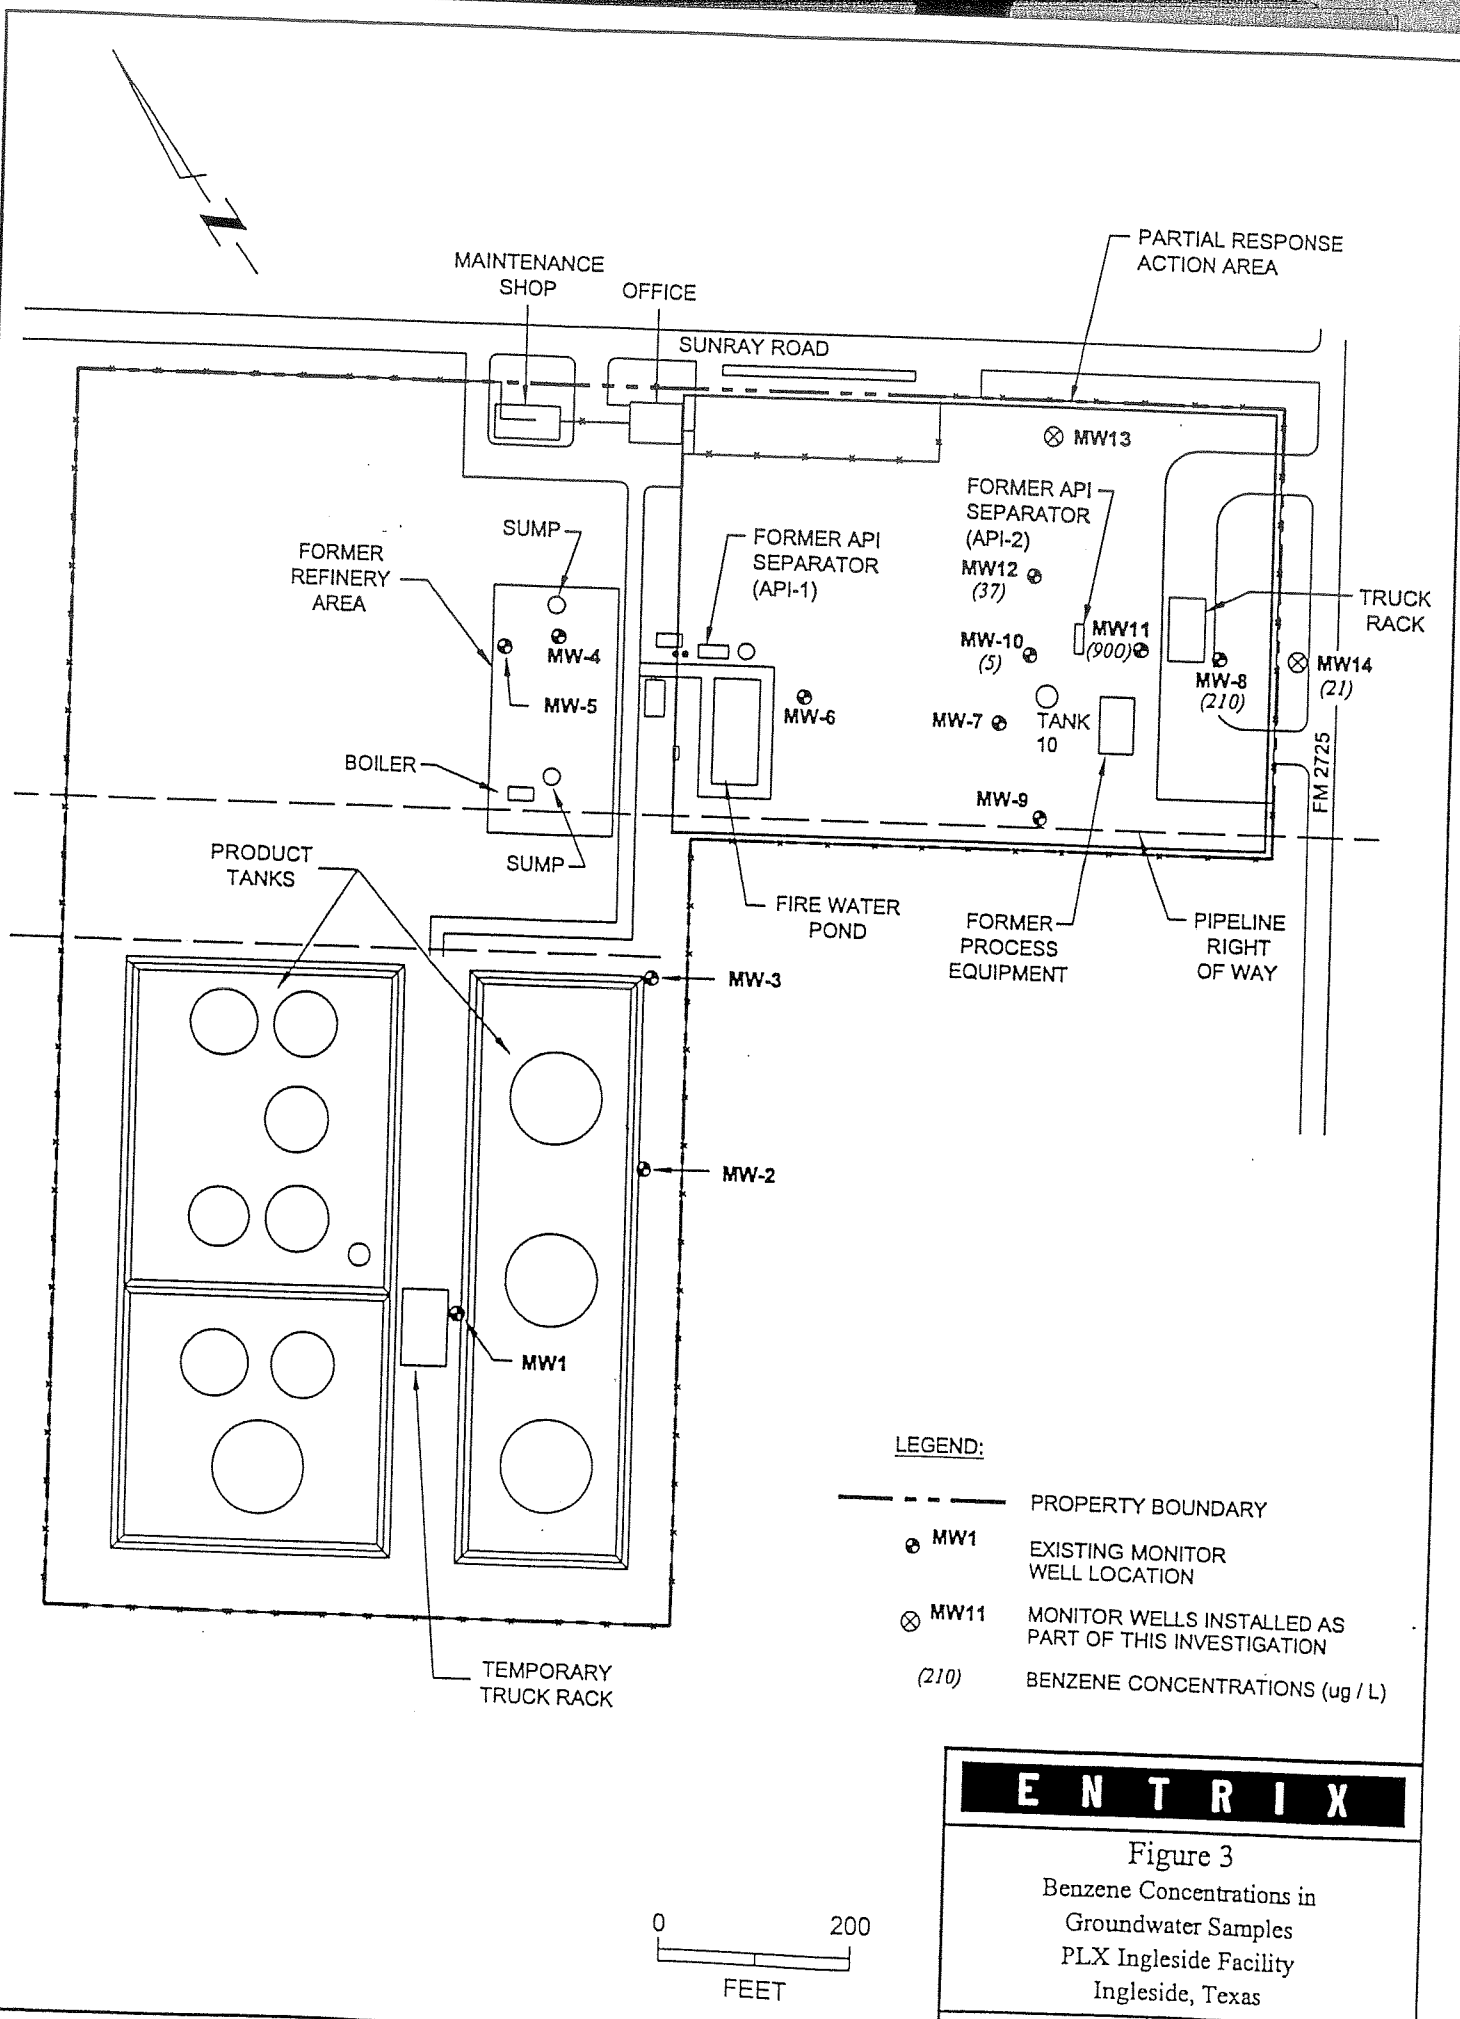 PARTIAL RESPONSE
ACTION AREA
MAINTENANCE
SHOP
OFFICE
SUNRAY ROAD
MW13
FORMER API
SEPARATOR
(API-2)
SUMP
FORMER API
SEPARATOR
(API-1)
FORMER
REFINERY
AREA
MW12
(37)
TRUCK
RACK
MW-4
MW-10
(5)
MW11
(900)
MW-8
(210)
MW14
(21)
MW-5
MW-6
MW-7
TANK
10
BOILER
FM 2725
MW-9
PRODUCT
TANKS
SUMP
FIRE WATER
POND
FORMER
PROCESS
EQUIPMENT
PIPELINE
RIGHT
OF WAY
MW-3
MW-2
MW1
TEMPORARY
TRUCK RACK
LEGEND:
PROPERTY BOUNDARY
MW1
EXISTING MONITOR
WELL LOCATION
MW11
MONITOR WELLS INSTALLED AS
PART OF THIS INVESTIGATION
(210)
BENZENE CONCENTRATIONS (ug / L)
ENTRIX
Figure 3
Benzene Concentrations in
Groundwater Samples
PLX Ingleside Facility
Ingleside, Texas
0 200
FEET
N